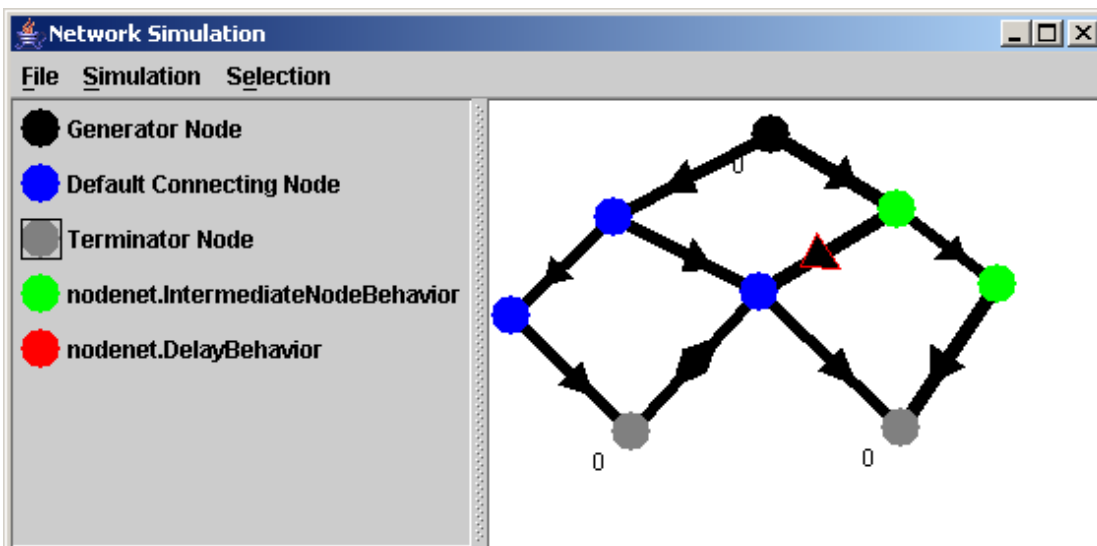 Network Simulation
File Simulation Selection
Generator Node
Default Connecting Node
Terminator Node
nodenet.IntermediateNodeBehavior
nodenet.DelayBehavior
0
0
0